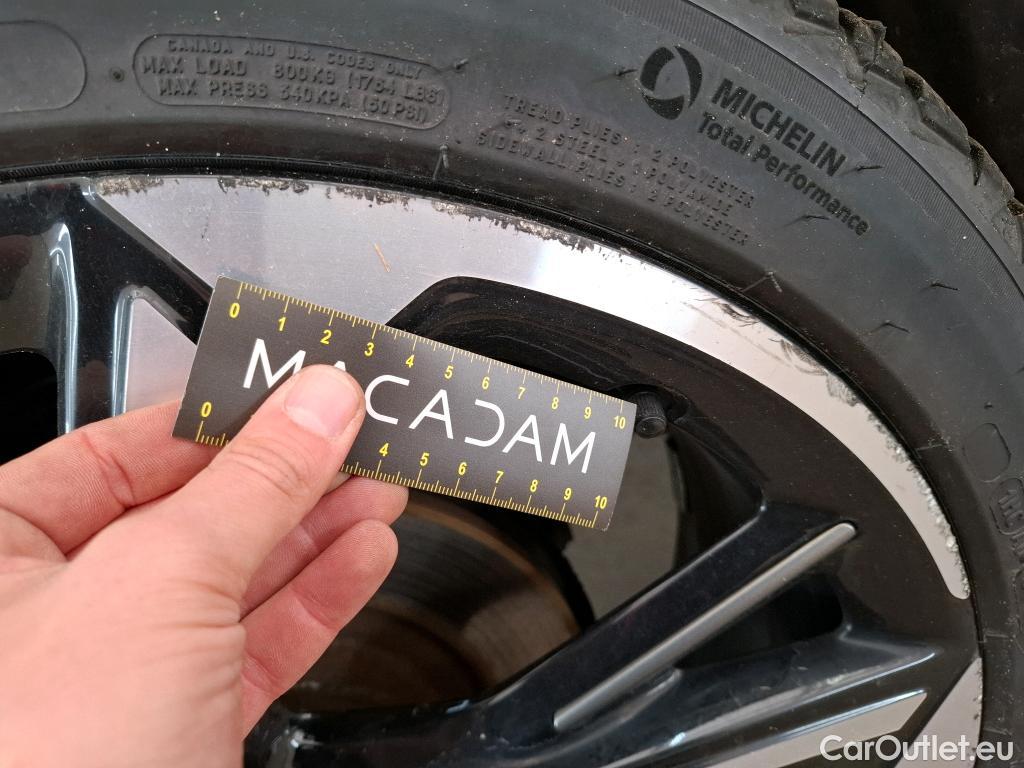 CANADA AND U.S. CODES ONLY
MAX LOAD 800KG (1764 LBS)
MAX PRESS 340KPA (50 PSI)
TREAD PLIES : 2 POLYESTER
+ 2 STEEL + 1 POLYAMIDE
SIDEWALL PLIES : 2 POLYESTER
MICHELIN
Total Performance
0 1 2 3 4 5 6 7 8 9 10
MACADAM
0 4 5 6 7 8 9 10
CarOutlet.eu